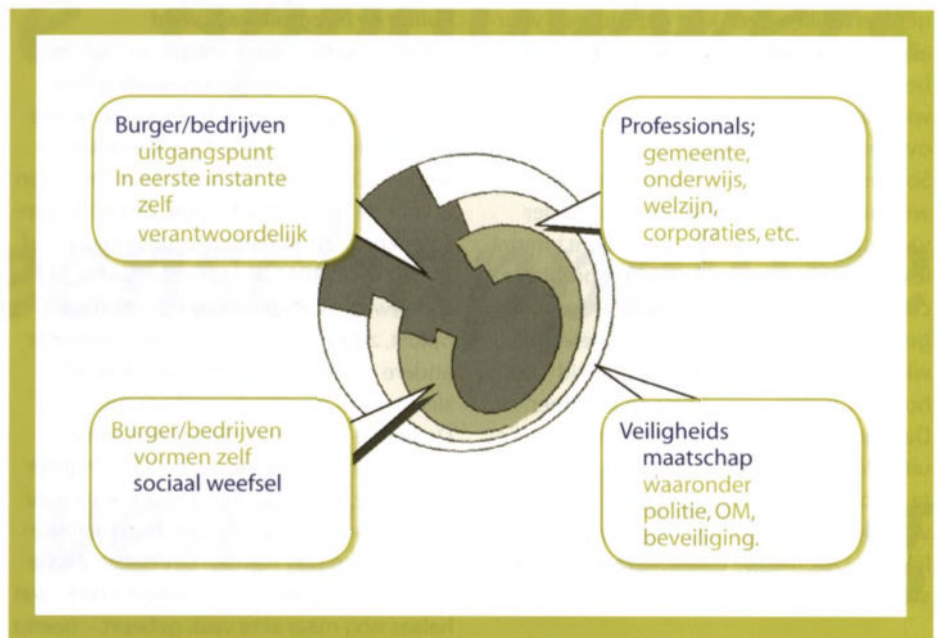 Burger/bedrijven
uitgangspunt
In eerste instante
zelf
verantwoordelijk
Professionals;
gemeente,
onderwijs,
welzijn,
corporaties, etc.
Burger/bedrijven
vormen zelf
sociaal weefsel
Veiligheids
maatschap
waaronder
politie, OM,
beveiliging.